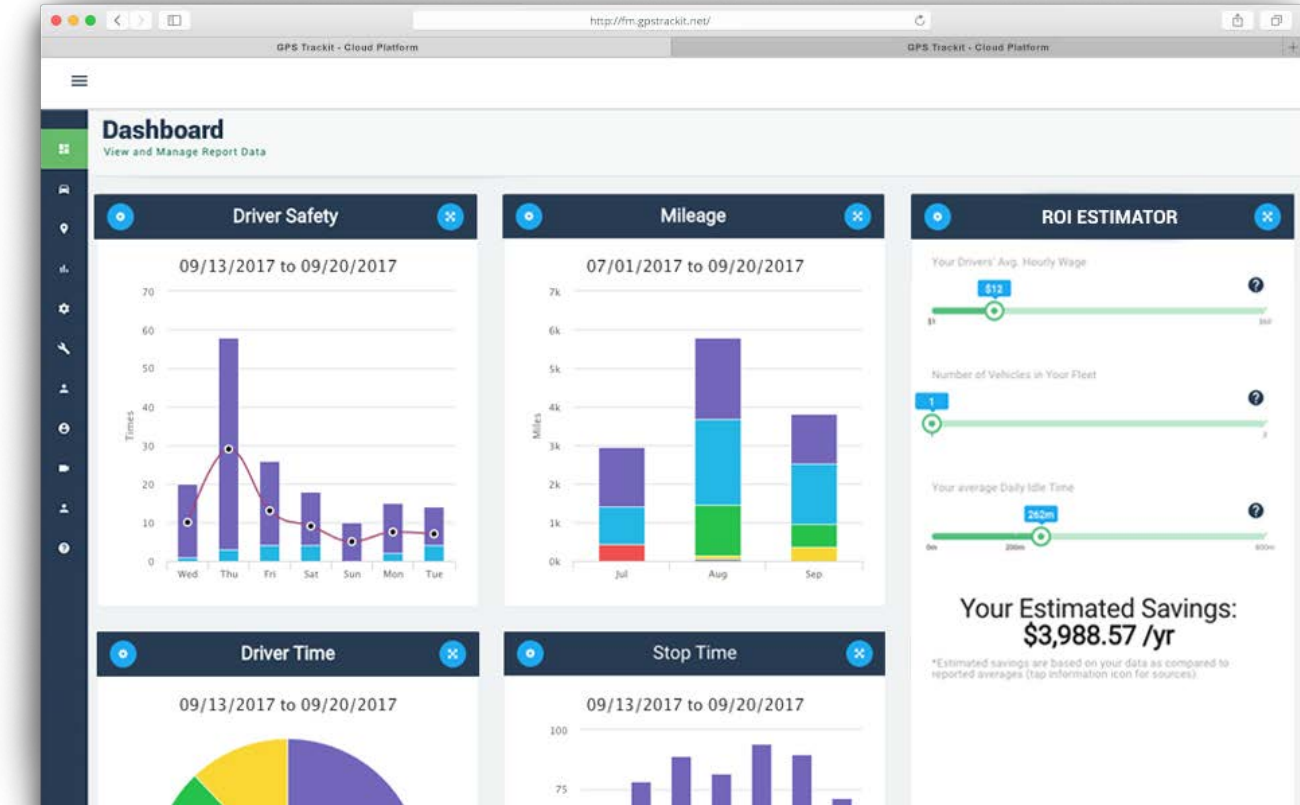 http://fm.gpstrackit.net/
GPS Trackit - Cloud Platform
GPS Trackit - Cloud Platform
Dashboard
View and Manage Report Data
Driver Safety
09/13/2017 to 09/20/2017
70
60
50
40
30
20
10
0
Times
Wed Thu Fri Sat Sun Mon Tue
Mileage
07/01/2017 to 09/20/2017
7k
6k
5k
4k
3k
2k
1k
0k
Miles
Jul Aug Sep
ROI ESTIMATOR
Your Drivers' Avg. Hourly Wage
$12
Number of Vehicles in Your Fleet
1
Your average Daily Idle Time
262m
0m 200m 600m
Your Estimated Savings:
$3,988.57 /yr
*Estimated savings are based on your data as compared to
reported averages (tap information icon for sources).
Driver Time
09/13/2017 to 09/20/2017
Stop Time
09/13/2017 to 09/20/2017
100
75